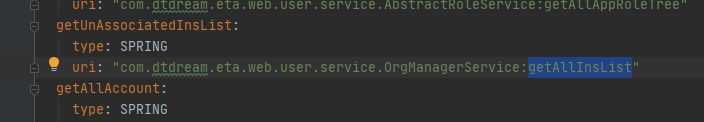 uri: "com.dtdream.eta.web.user.service.AbstractRoleService:getAllAppRoleTree"
getUnAssociatedInsList:
type: SPRING
uri: "com.dtdream.eta.web.user.service.OrgManagerService:getAllInsList"
getAllAccount:
type: SPRING